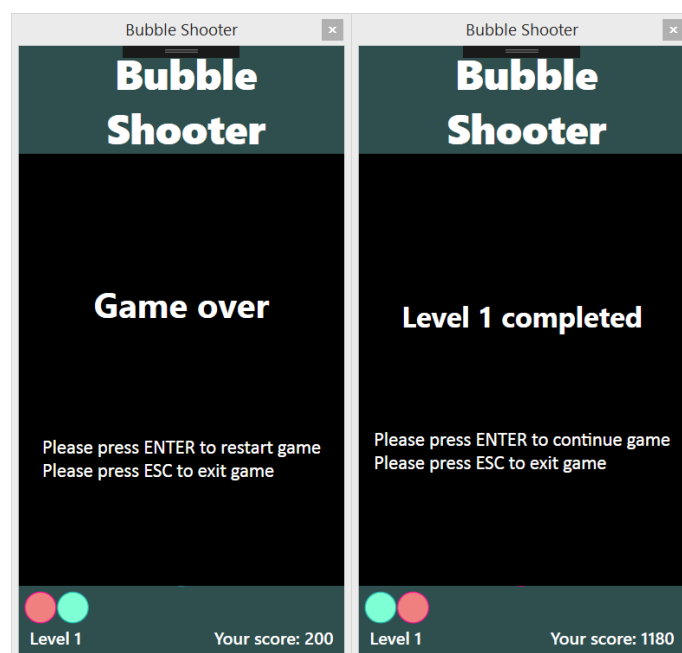 Bubble Shooter
Bubble
Shooter
Game over
Please press ENTER to restart game
Please press ESC to exit game
Level 1
Your score: 200
Bubble Shooter
Bubble
Shooter
Level 1 completed
Please press ENTER to continue game
Please press ESC to exit game
Level 1
Your score: 1180